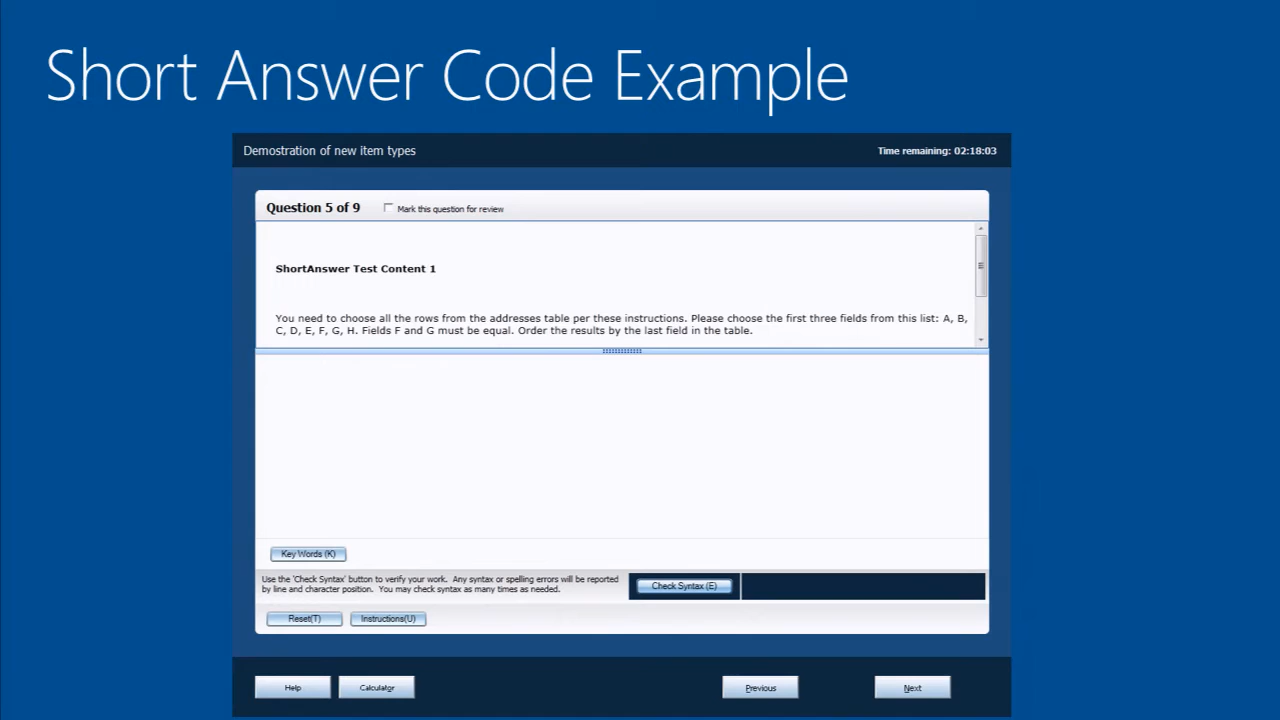 Short Answer Code Example
Demostration of new item types
Time remaining: 02:18:03
Question 5 of 9
Mark this question for review
ShortAnswer Test Content 1
You need to choose all the rows from the addresses table per these instructions. Please choose the first three fields from this list: A, B,
C, D, E, F, G, H. Fields F and G must be equal. Order the results by the last field in the table.
Key Words (K)
Use the 'Check Syntax' button to verify your work. Any syntax or spelling errors will be reported
by line and character position. You may check syntax as many times as needed.
Check Syntax (E)
Reset(T)
Instructions(U)
Help
Calculator
Previous
Next